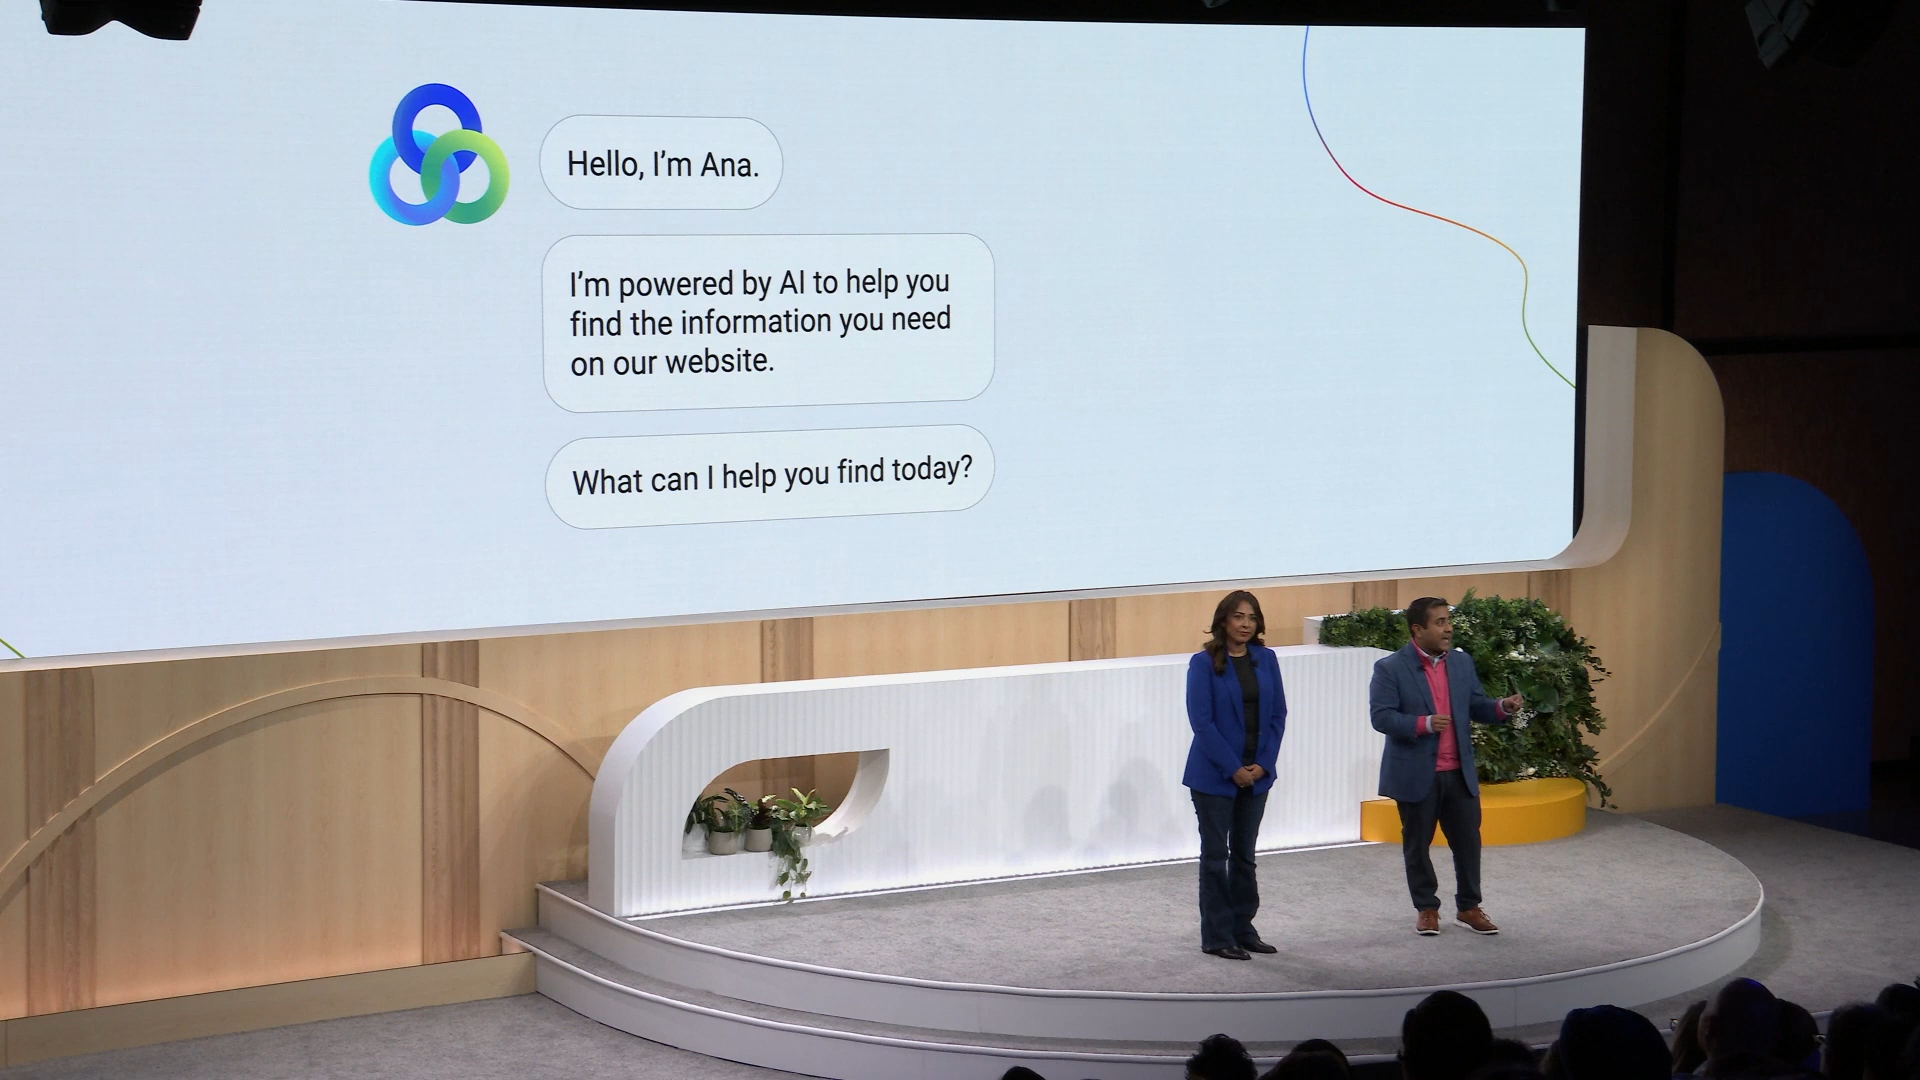 Hello, I’m Ana.
I’m powered by AI to help you
find the information you need
on our website.
What can I help you find today?